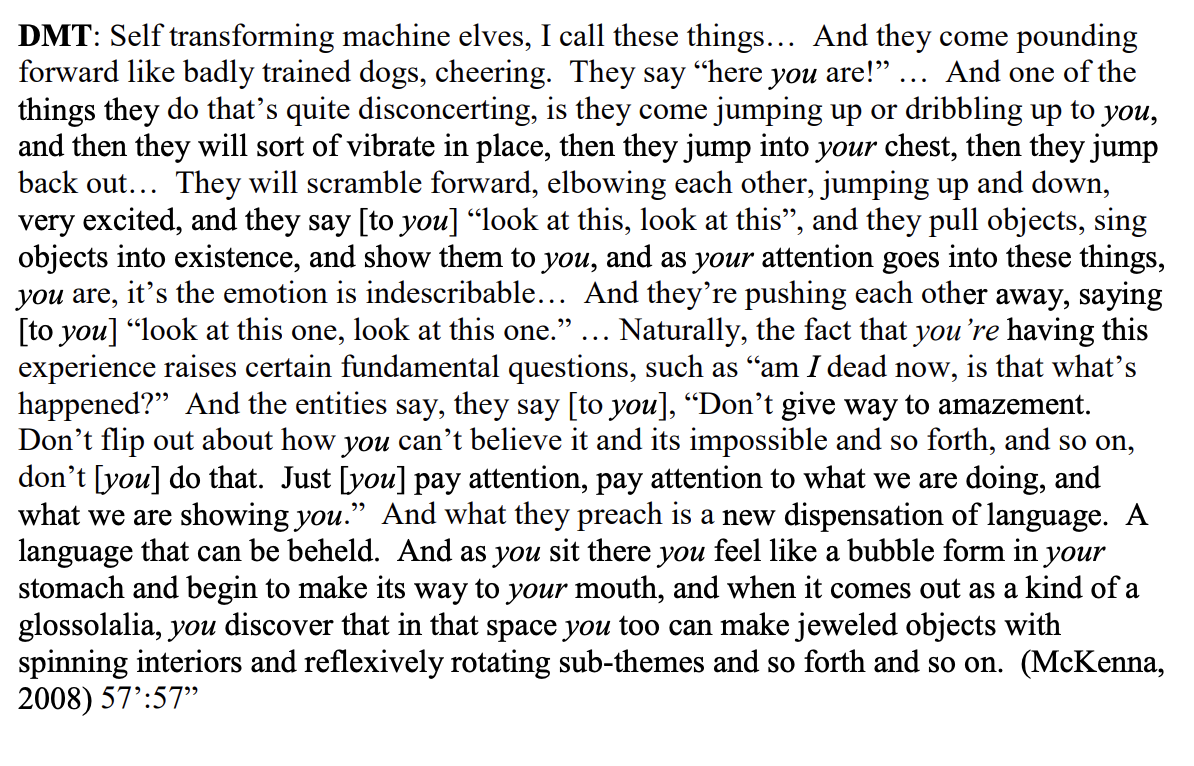 DMT: Self transforming machine elves, I call these things… And they come pounding
forward like badly trained dogs, cheering. They say “here you are!” … And one of the
things they do that’s quite disconcerting, is they come jumping up or dribbling up to you,
and then they will sort of vibrate in place, then they jump into your chest, then they jump
back out… They will scramble forward, elbowing each other, jumping up and down,
very excited, and they say [to you] “look at this, look at this”, and they pull objects, sing
objects into existence, and show them to you, and as your attention goes into these things,
you are, it’s the emotion is indescribable… And they’re pushing each other away, saying
[to you] “look at this one, look at this one.” … Naturally, the fact that you’re having this
experience raises certain fundamental questions, such as “am I dead now, is that what’s
happened?” And the entities say, they say [to you], “Don’t give way to amazement.
Don’t flip out about how you can’t believe it and its impossible and so forth, and so on,
don’t [you] do that. Just [you] pay attention, pay attention to what we are doing, and
what we are showing you.” And what they preach is a new dispensation of language. A
language that can be beheld. And as you sit there you feel like a bubble form in your
stomach and begin to make its way to your mouth, and when it comes out as a kind of a
glossolalia, you discover that in that space you too can make jeweled objects with
spinning interiors and reflexively rotating sub-themes and so forth and so on. (McKenna,
2008) 57’:57”